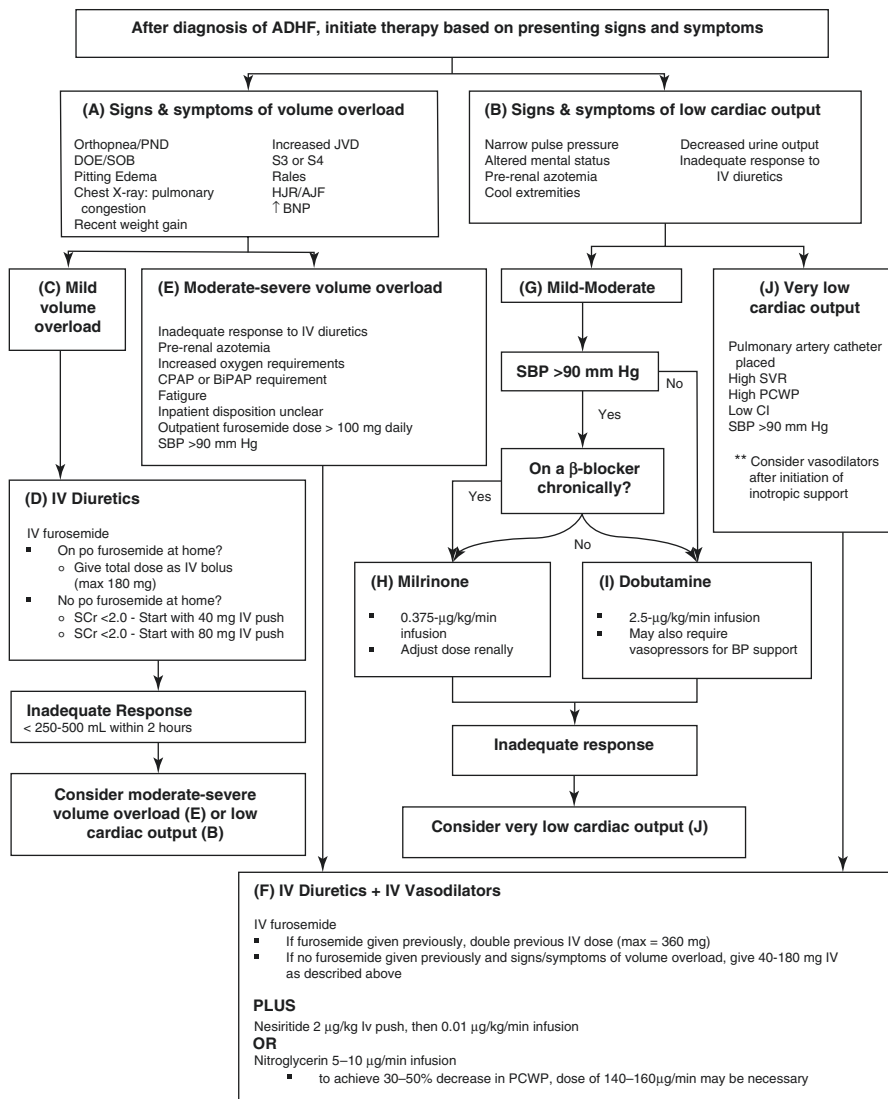 After diagnosis of ADHF, initiate therapy based on presenting signs and symptoms
(A) Signs & symptoms of volume overload
Orthopnea/PND
DOE/SOB
Pitting Edema
Chest X-ray: pulmonary
congestion
Recent weight gain
Increased JVD
S3 or S4
Rales
HJR/AJF
↑ BNP
(B) Signs & symptoms of low cardiac output
Narrow pulse pressure
Altered mental status
Pre-renal azotemia
Cool extremities
Decreased urine output
Inadequate response to
IV diuretics
(C) Mild
volume
overload
(E) Moderate-severe volume overload
Inadequate response to IV diuretics
Pre-renal azotemia
Increased oxygen requirements
CPAP or BiPAP requirement
Fatigure
Inpatient disposition unclear
Outpatient furosemide dose > 100 mg daily
SBP >90 mm Hg
(G) Mild-Moderate
SBP >90 mm Hg
No
Yes
On a β-blocker
chronically?
Yes
No
(J) Very low
cardiac output
Pulmonary artery catheter
placed
High SVR
High PCWP
Low CI
SBP >90 mm Hg
** Consider vasodilators
after initiation of
inotropic support
(D) IV Diuretics
IV furosemide
▪ On po furosemide at home?
○ Give total dose as IV bolus
(max 180 mg)
▪ No po furosemide at home?
○ SCr <2.0 - Start with 40 mg IV push
○ SCr <2.0 - Start with 80 mg IV push
(H) Milrinone
▪ 0.375-μg/kg/min
infusion
▪ Adjust dose renally
(I) Dobutamine
▪ 2.5-μg/kg/min infusion
▪ May also require
vasopressors for BP support
Inadequate Response
< 250-500 mL within 2 hours
Inadequate response
Consider moderate-severe
volume overload (E) or low
cardiac output (B)
Consider very low cardiac output (J)
(F) IV Diuretics + IV Vasodilators
IV furosemide
▪ If furosemide given previously, double previous IV dose (max = 360 mg)
▪ If no furosemide given previously and signs/symptoms of volume overload, give 40-180 mg IV
as described above
PLUS
Nesiritide 2 μg/kg Iv push, then 0.01 μg/kg/min infusion
OR
Nitroglycerin 5–10 μg/min infusion
▪ to achieve 30–50% decrease in PCWP, dose of 140–160μg/min may be necessary